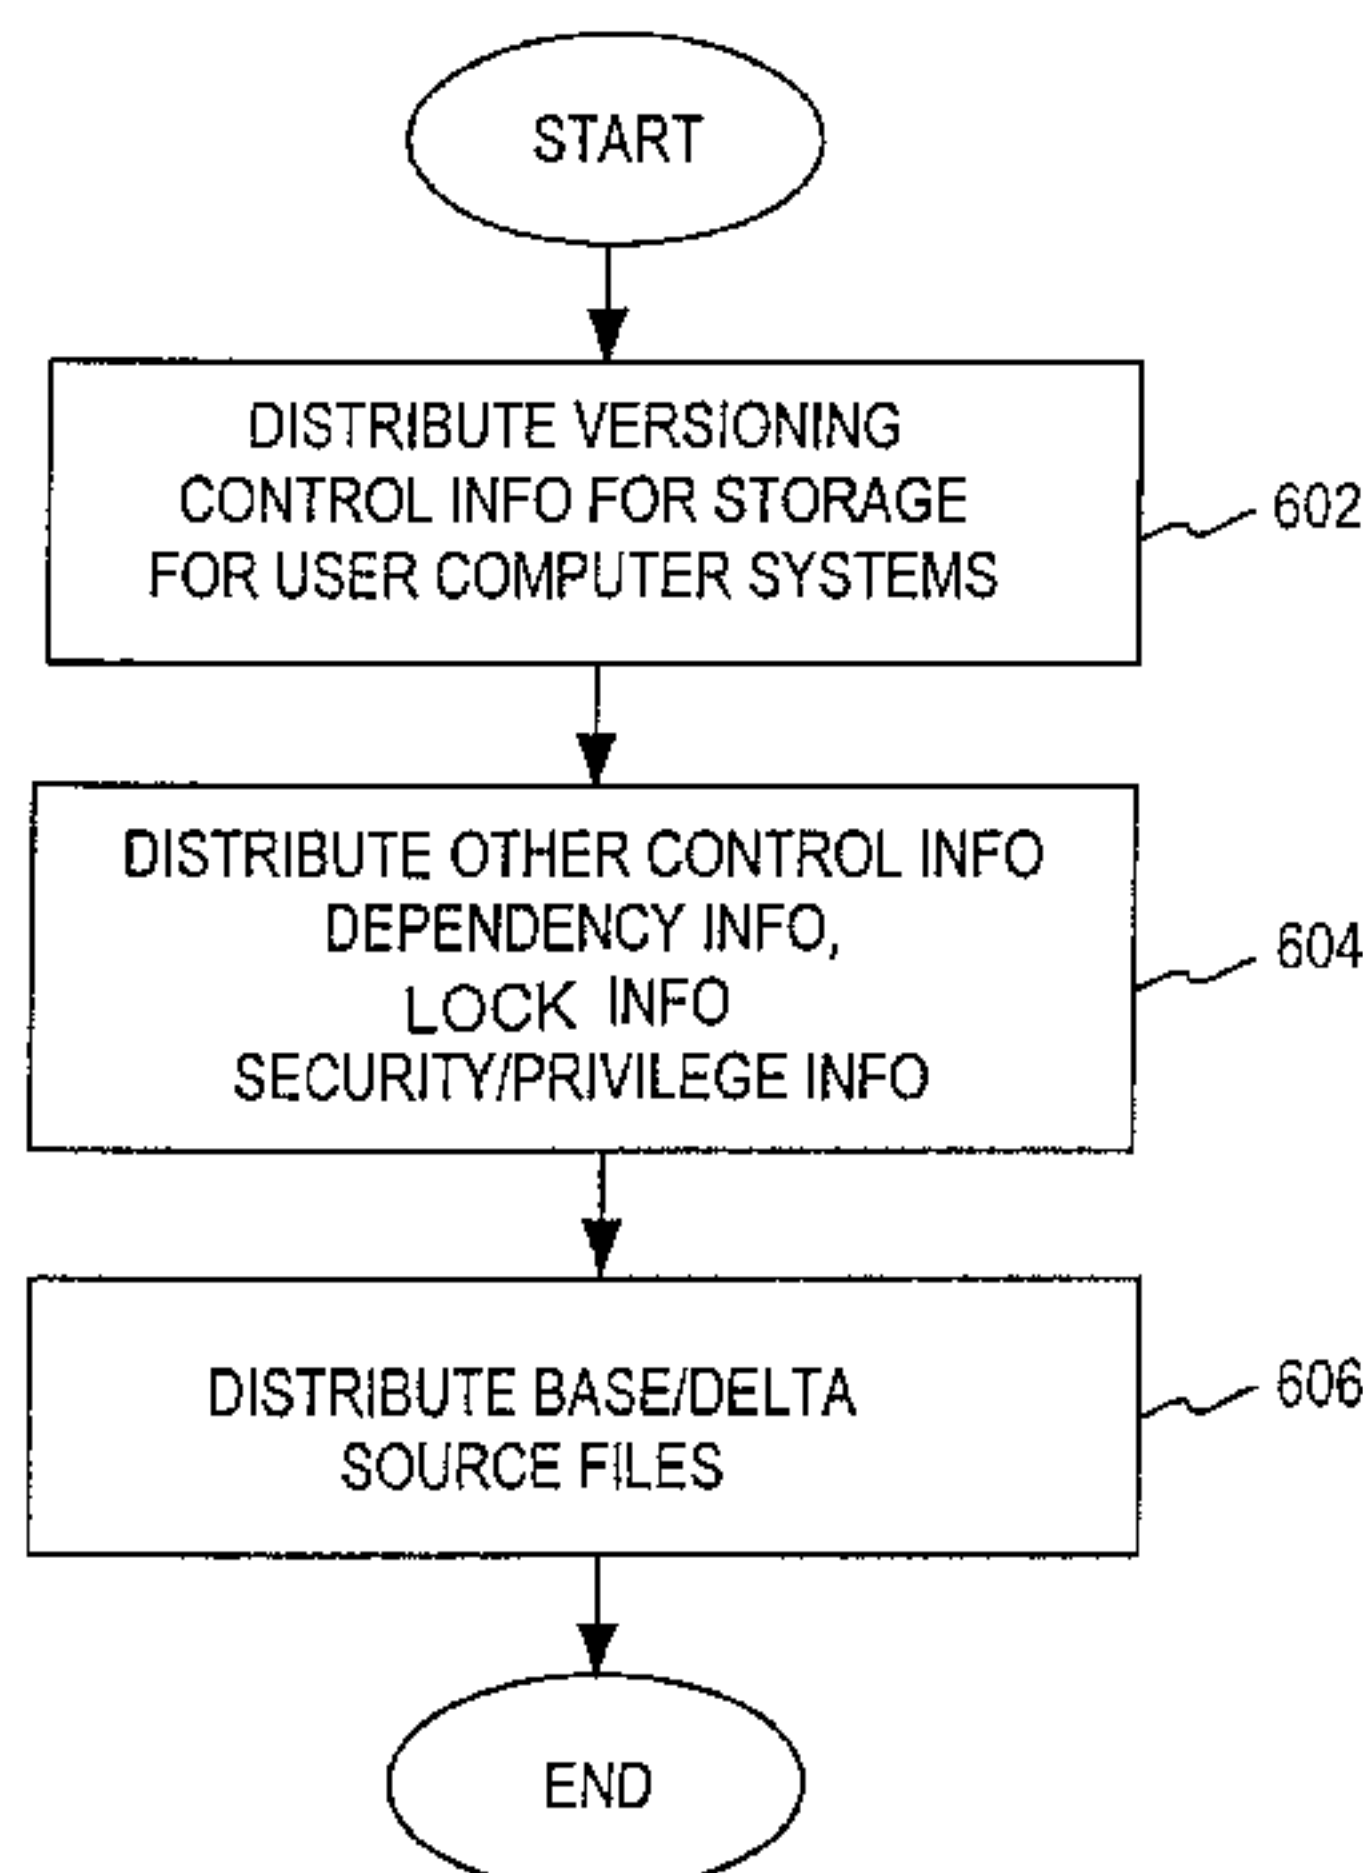 START
DISTRIBUTE VERSIONING
CONTROL INFO FOR STORAGE
FOR USER COMPUTER SYSTEMS
602
DISTRIBUTE OTHER CONTROL INFO
DEPENDENCY INFO,
LOCK INFO
SECURITY/PRIVILEGE INFO
604
DISTRIBUTE BASE/DELTA
SOURCE FILES
606
END